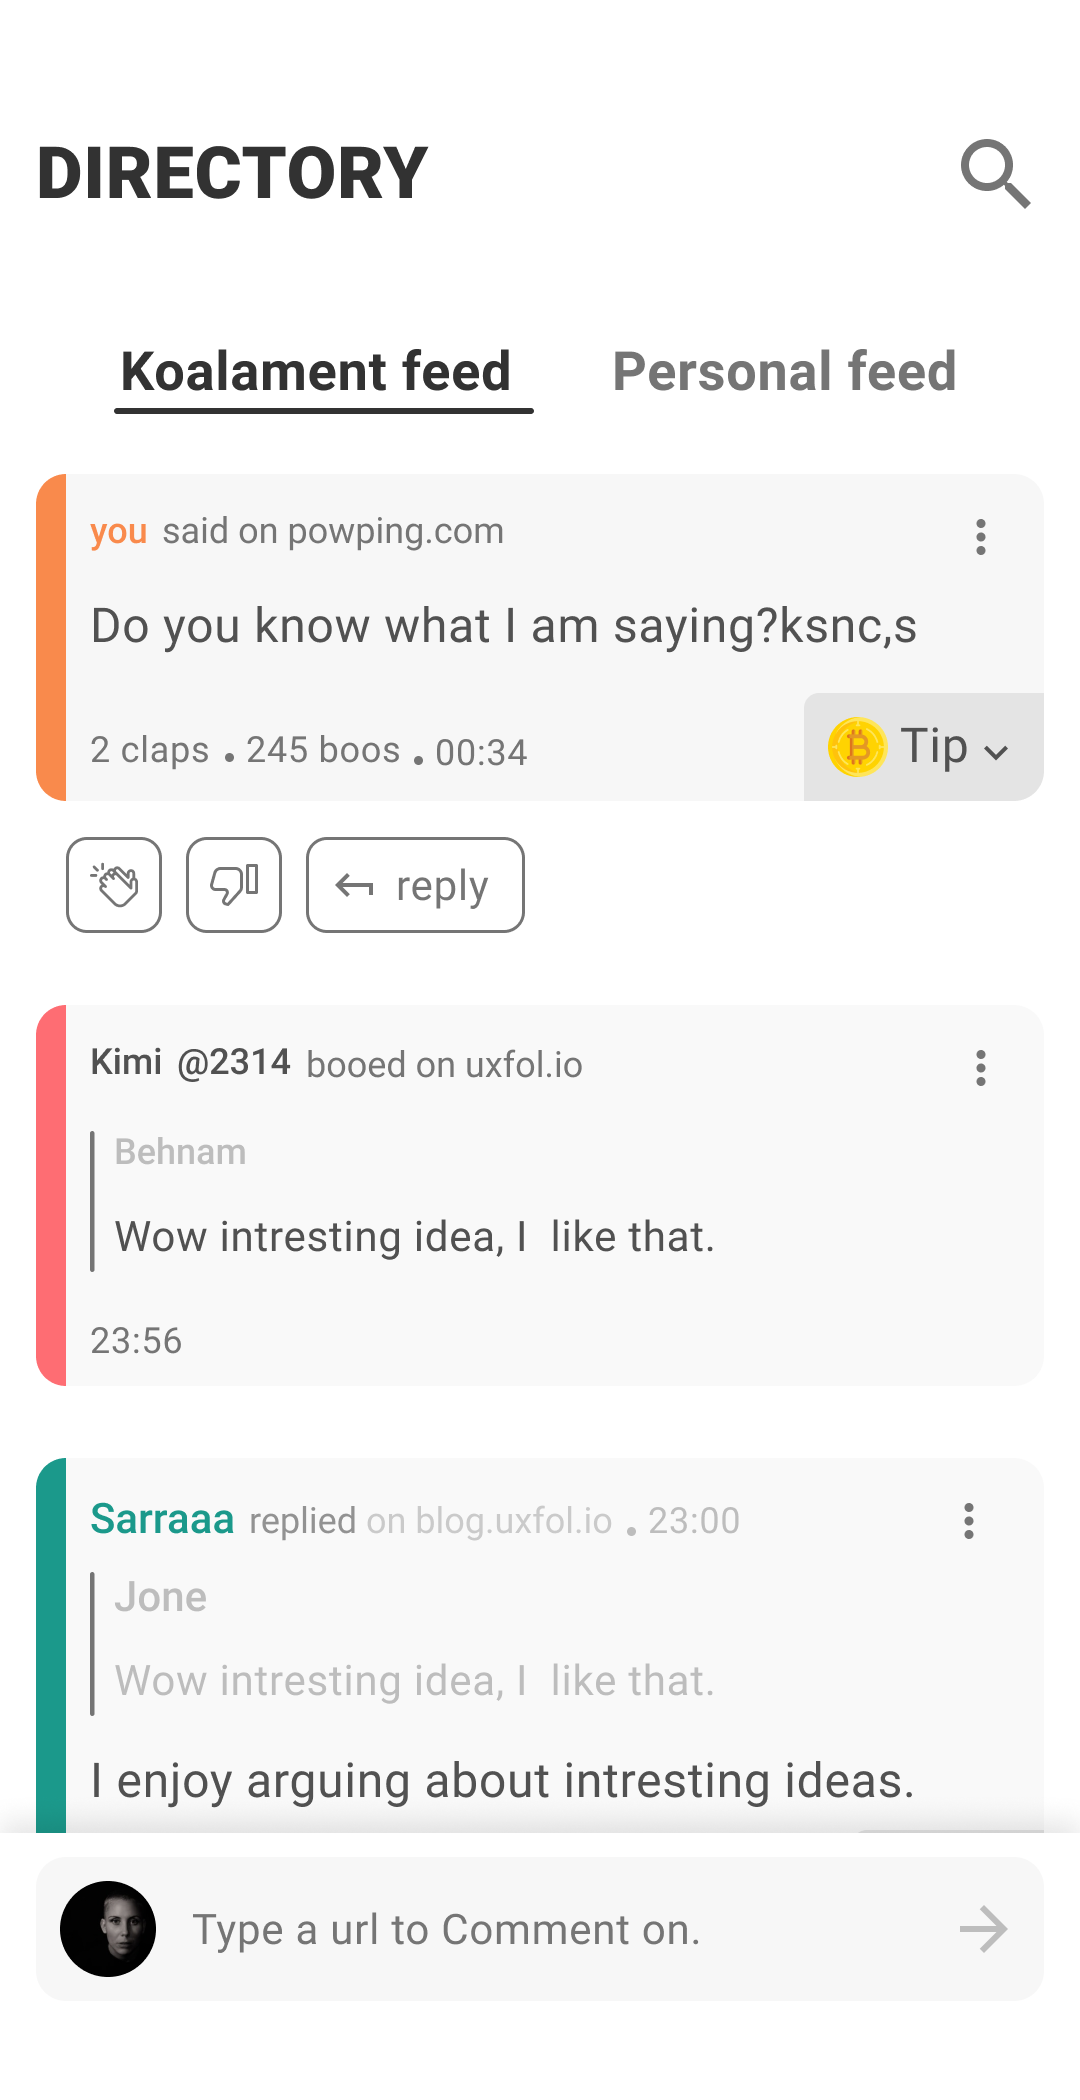 DIRECTORY
Koalament feed Personal feed
you said on powping.com
Do you know what I am saying?ksnc,s
2 claps . 245 boos . 00:34 Tip
reply
Kimi @2314 booed on uxfol.io
Behnam
Wow intresting idea, I  like that.
23:56
Sarraaa replied on blog.uxfol.io . 23:00
Jone
Wow intresting idea, I  like that.
I enjoy arguing about intresting ideas.
Type a url to Comment on.